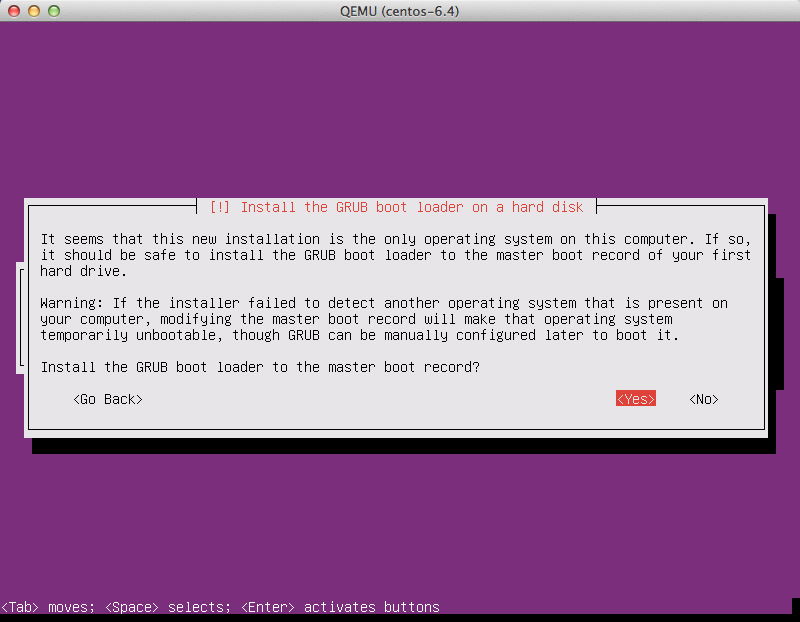 QEMU (centos-6.4)
[!] Install the GRUB boot loader on a hard disk
It seems that this new installation is the only operating system on this computer. If so,
it should be safe to install the GRUB boot loader to the master boot record of your first
hard drive.
Warning: If the installer failed to detect another operating system that is present on
your computer, modifying the master boot record will make that operating system
temporarily unbootable, though GRUB can be manually configured later to boot it.
Install the GRUB boot loader to the master boot record?
<Go Back> <Yes> <No>
<Tab> moves; <Space> selects; <Enter> activates buttons